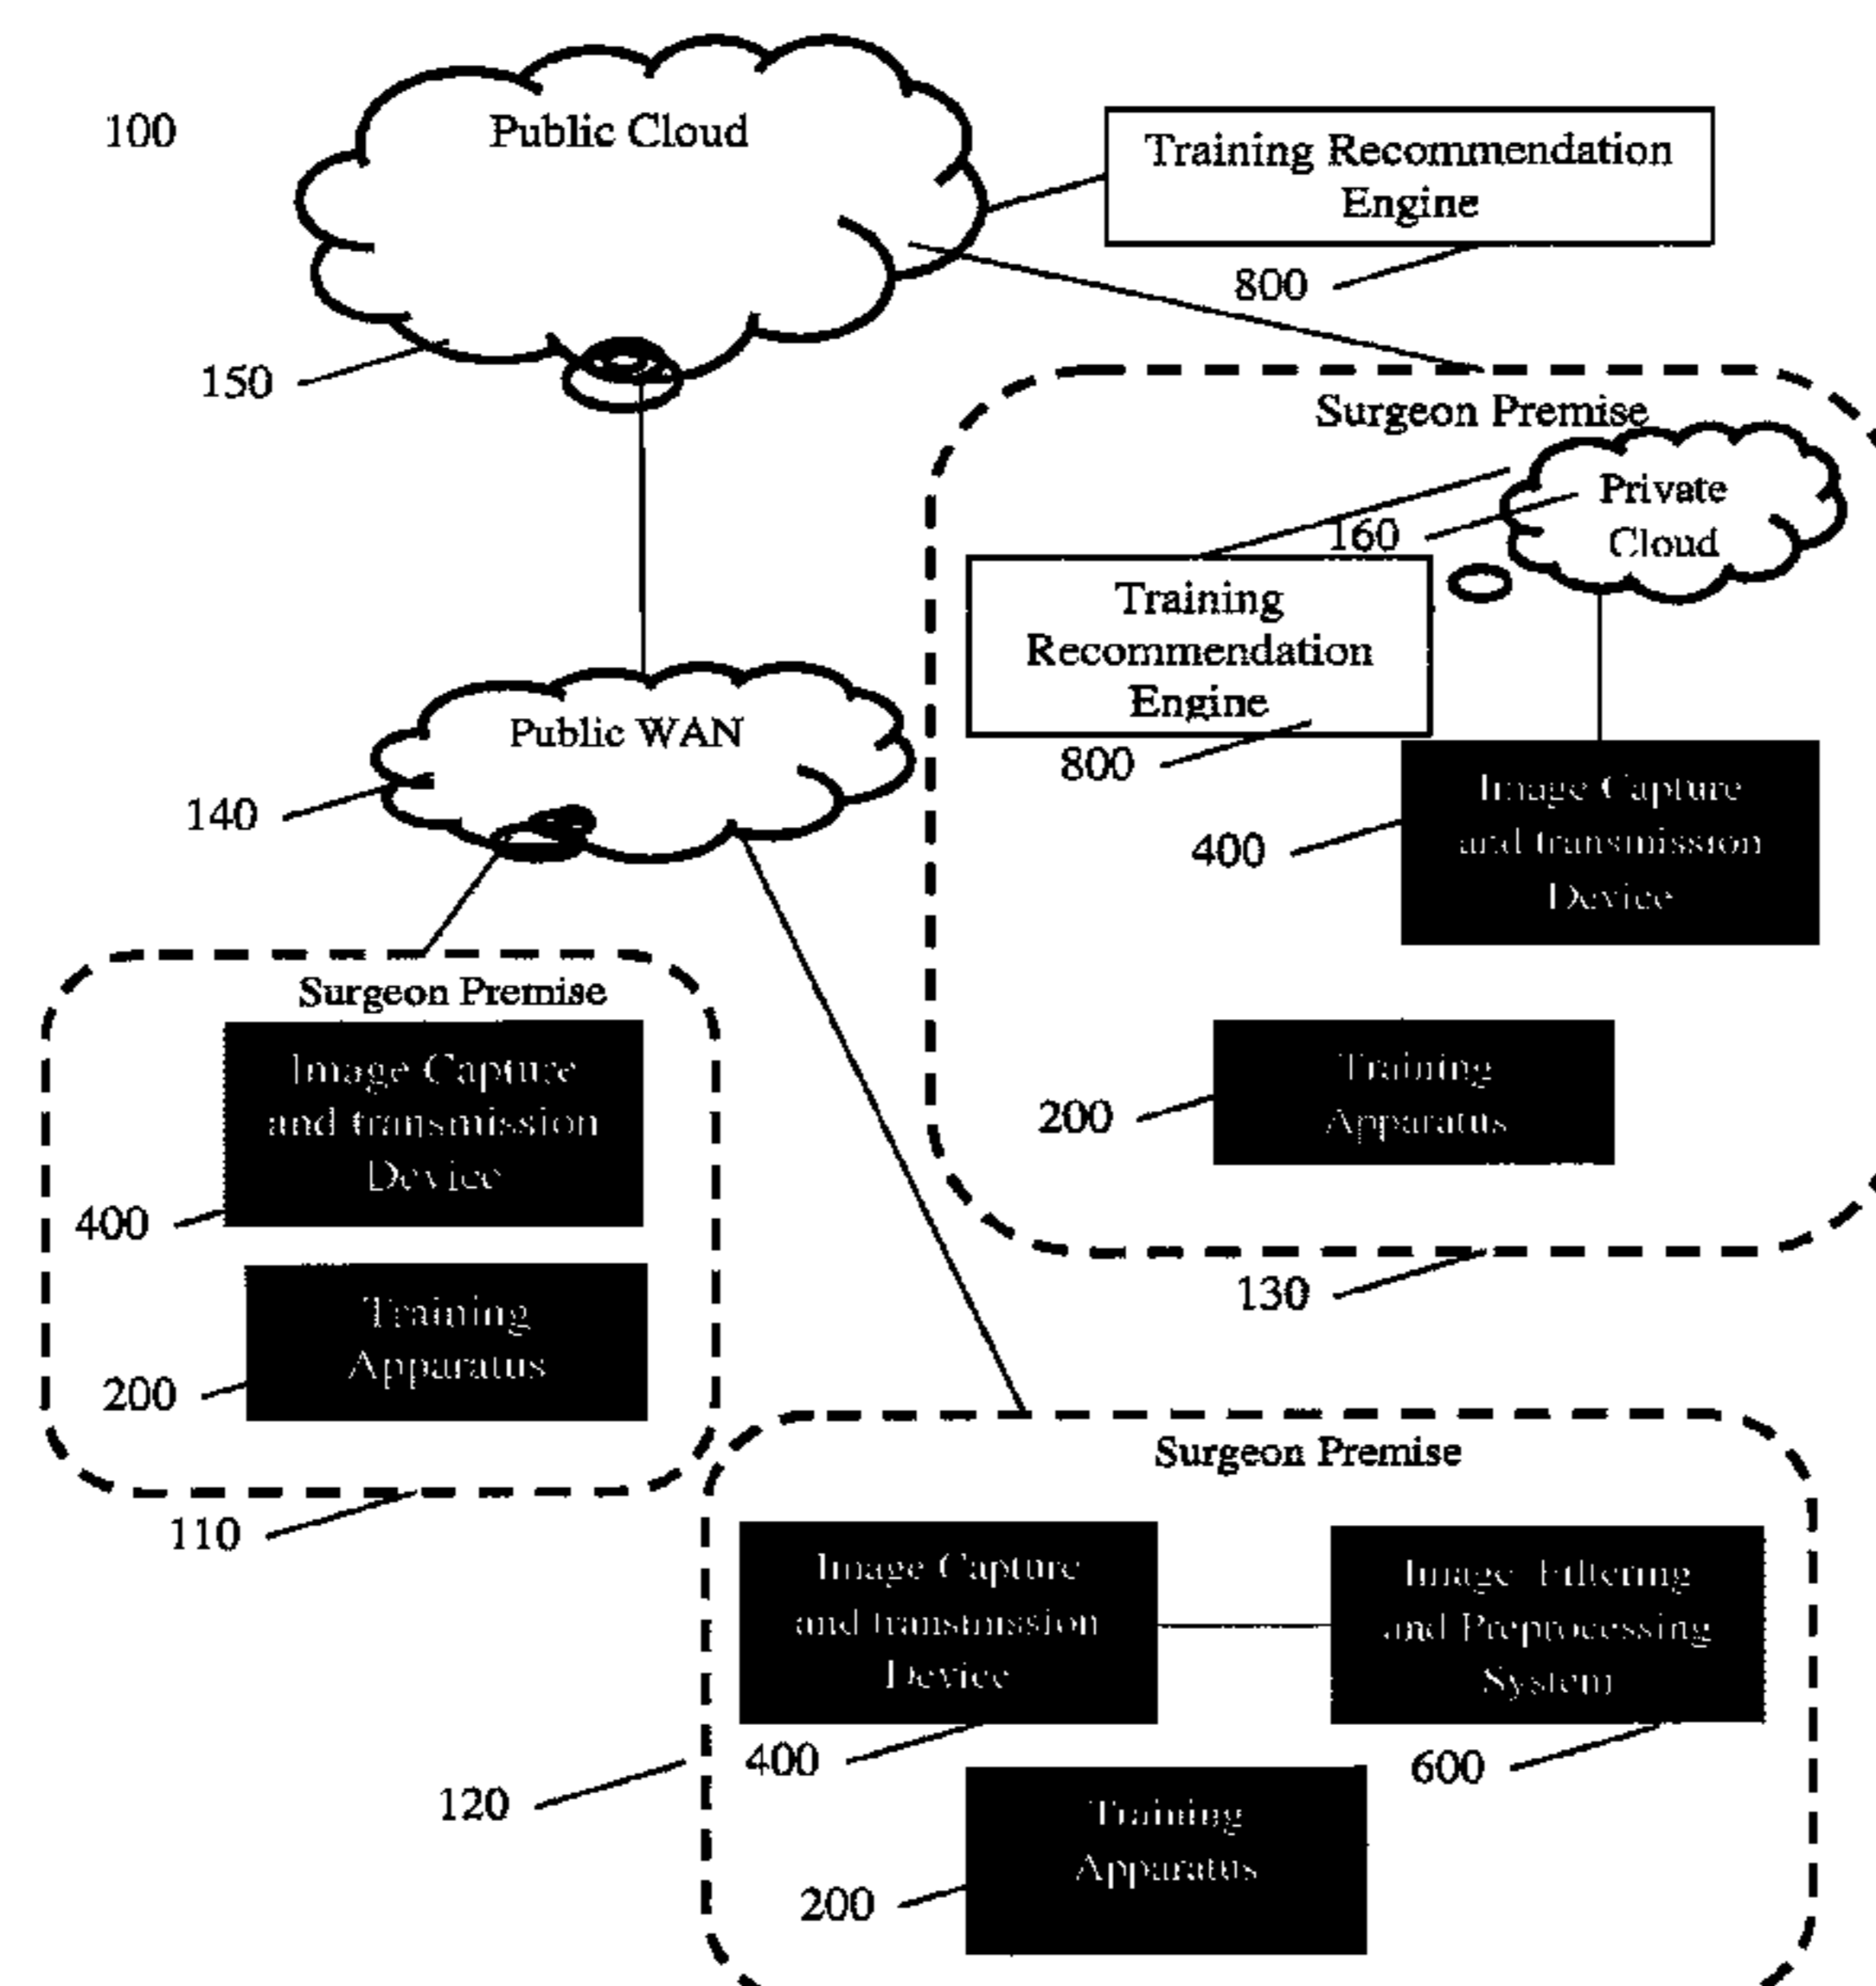 100
Public Cloud
Training Recommendation
Engine
800
150
Surgeon Premise
Private
Cloud
160
Training
Recommendation
Engine
800
Public WAN
140
Image Capture
and transmission
Device
400
Training
Apparatus
200
130
Surgeon Premise
Image Capture
and transmission
Device
400
Training
Apparatus
200
110
Surgeon Premise
Image Capture
and transmission
Device
400
Image Filtering
and Preprocessing
System
600
120
Training
Apparatus
200